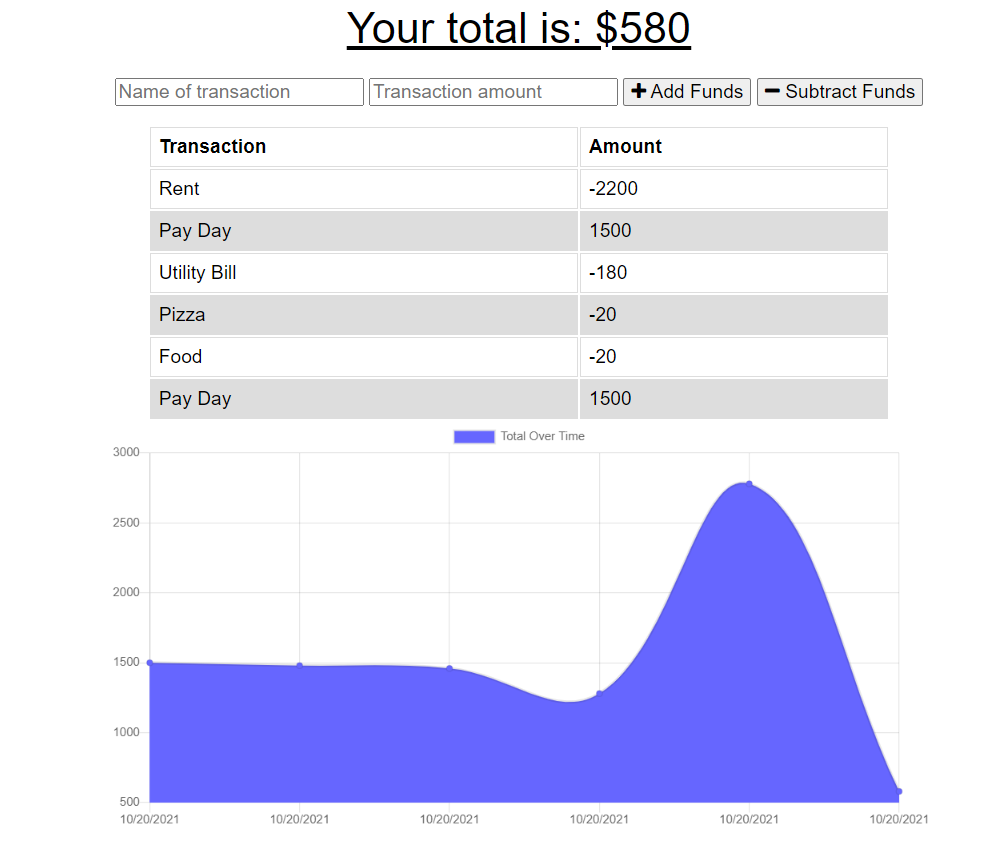 Your total is: $580
Name of transaction Transaction amount + Add Funds − Subtract Funds
Transaction Amount
Rent -2200
Pay Day 1500
Utility Bill -180
Pizza -20
Food -20
Pay Day 1500
Total Over Time
3000
2500
2000
1500
1000
500
10/20/2021 10/20/2021 10/20/2021 10/20/2021 10/20/2021 10/20/2021